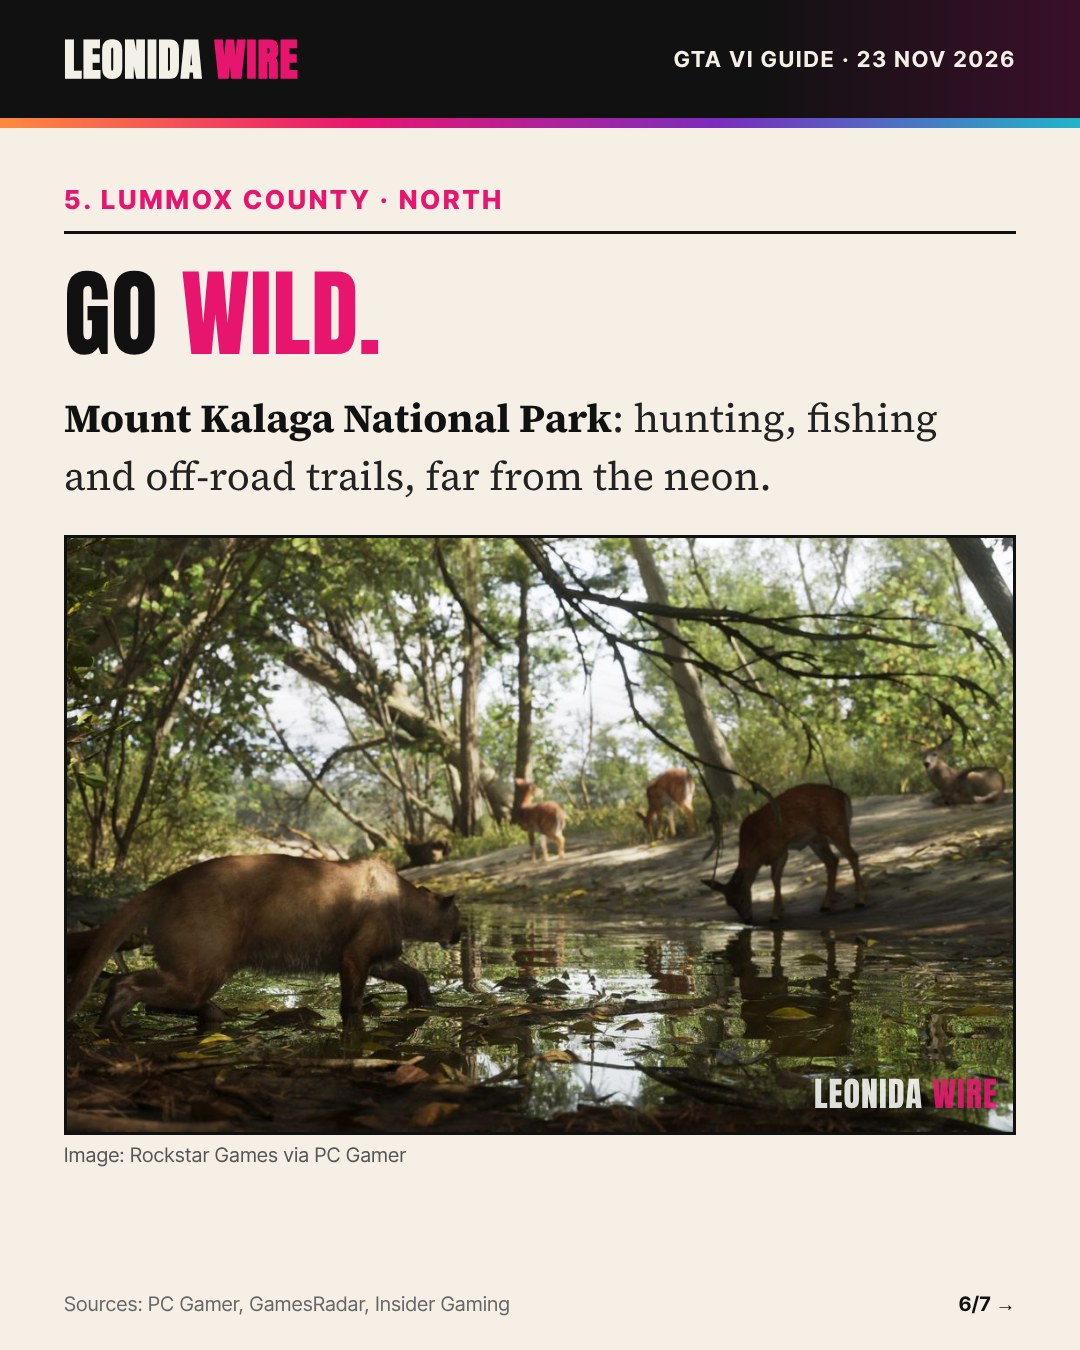 LEONIDA WIRE
GTA VI GUIDE · 23 NOV 2026
5. LUMMOX COUNTY · NORTH
GO WILD.
Mount Kalaga National Park: hunting, fishing
and off-road trails, far from the neon.
LEONIDA WIRE
Image: Rockstar Games via PC Gamer
Sources: PC Gamer, GamesRadar, Insider Gaming
6/7 →